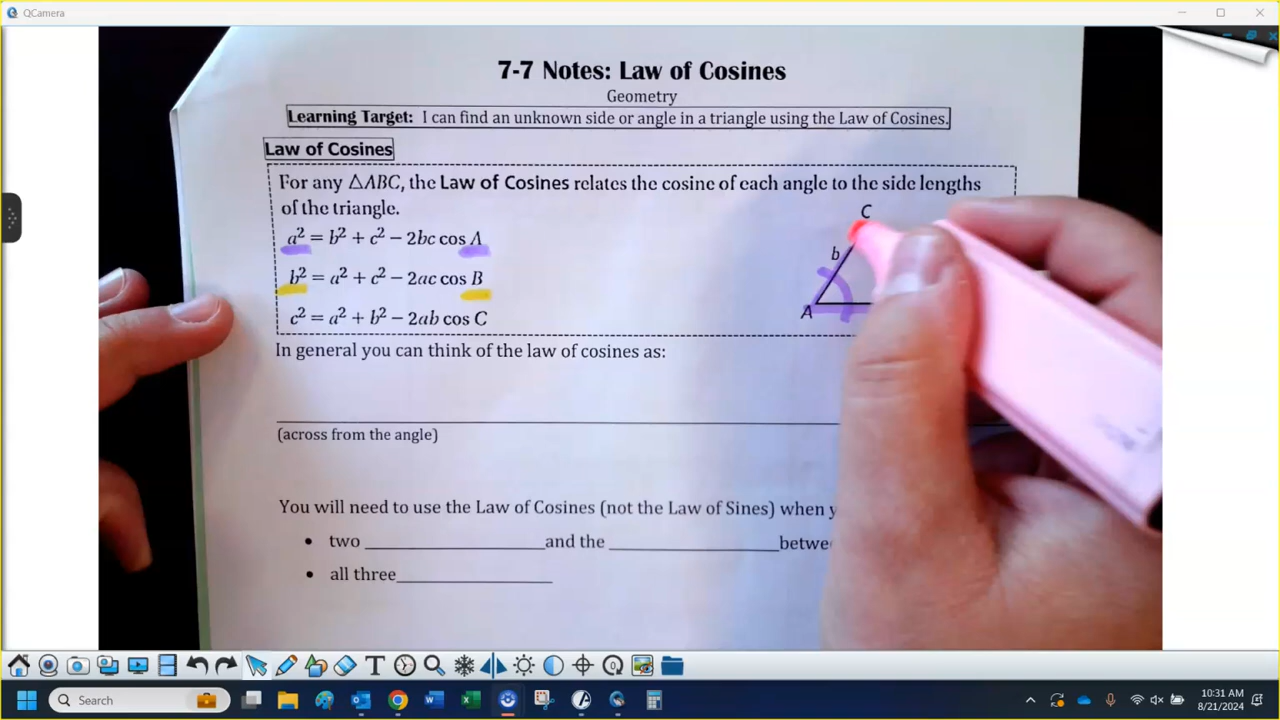 QCamera
7-7 Notes: Law of Cosines
Geometry
Learning Target: I can find an unknown side or angle in a triangle using the Law of Cosines.
Law of Cosines
For any △ABC, the Law of Cosines relates the cosine of each angle to the side lengths
of the triangle.
a² = b² + c² − 2bc cos A
b² = a² + c² − 2ac cos B
c² = a² + b² − 2ab cos C
C
b
A
In general you can think of the law of cosines as:
(across from the angle)
You will need to use the Law of Cosines (not the Law of Sines) when
• two ________________ and the ________________ betwe
• all three ________________
Search
10:31 AM
8/21/2024